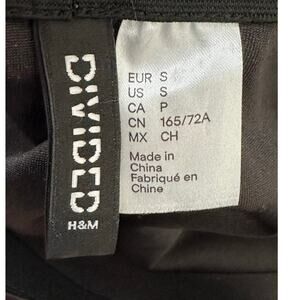 DIVIDED
H&M
EUR S
US S
CA P
CN 165/72A
MX CH
Made in
China
Fabriqué en
Chine